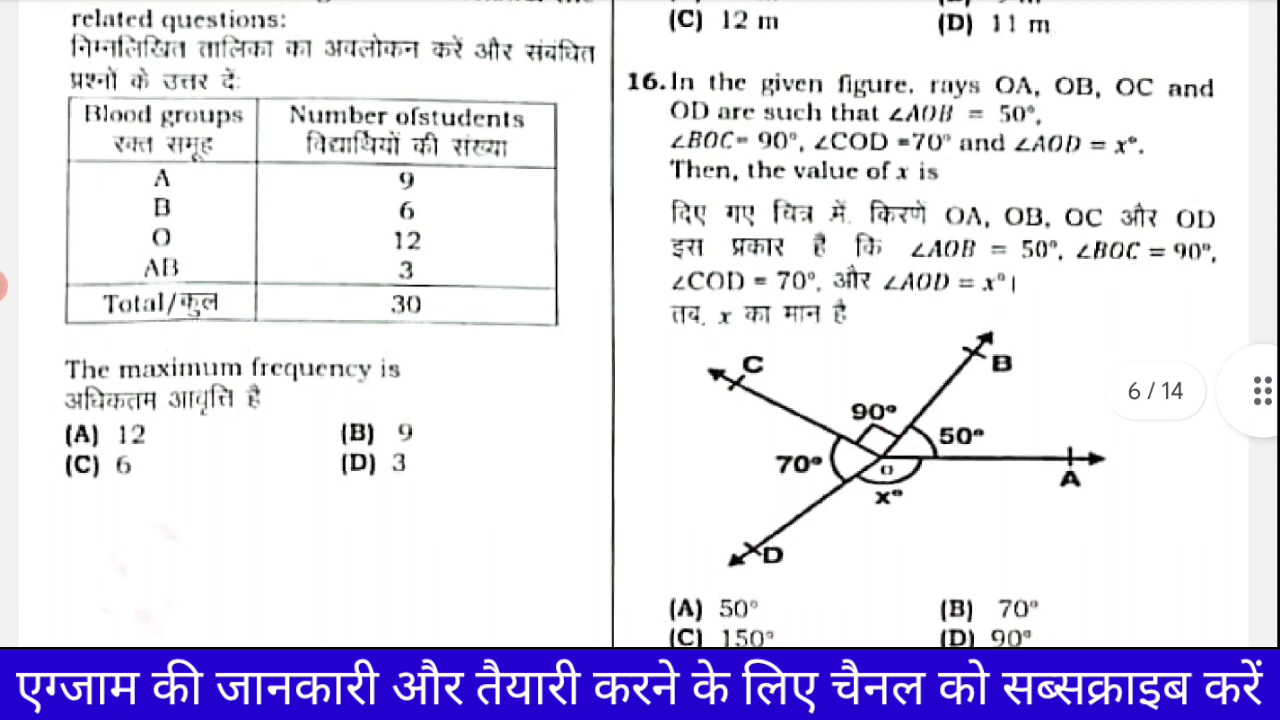 related questions:
निम्नलिखित तालिका का अवलोकन करें और संबंधित
प्रश्नों के उत्तर दें:
Blood groups Number ofstudents
रक्त समूह विद्यार्थियों की संख्या
A 9
B 6
O 12
AB 3
Total/कुल 30
The maximum frequency is
अधिकतम आवृत्ति है
(A) 12 (B) 9
(C) 6 (D) 3
(C) 12 m (D) 11 m
16. In the given figure, rays OA, OB, OC and
OD are such that ∠AOB = 50°,
∠BOC= 90°, ∠COD =70° and ∠AOD = x°.
Then, the value of x is
दिए गए चित्र में, किरणें OA, OB, OC और OD
इस प्रकार है कि ∠AOB = 50°, ∠BOC = 90°,
∠COD = 70°, और ∠AOD = x°|
तब, x का मान है
C B
90° 50°
70° O A
x°
D
(A) 50° (B) 70°
(C) 150° (D) 90°
6 / 14
एग्जाम की जानकारी और तैयारी करने के लिए चैनल को सब्सक्राइब करें